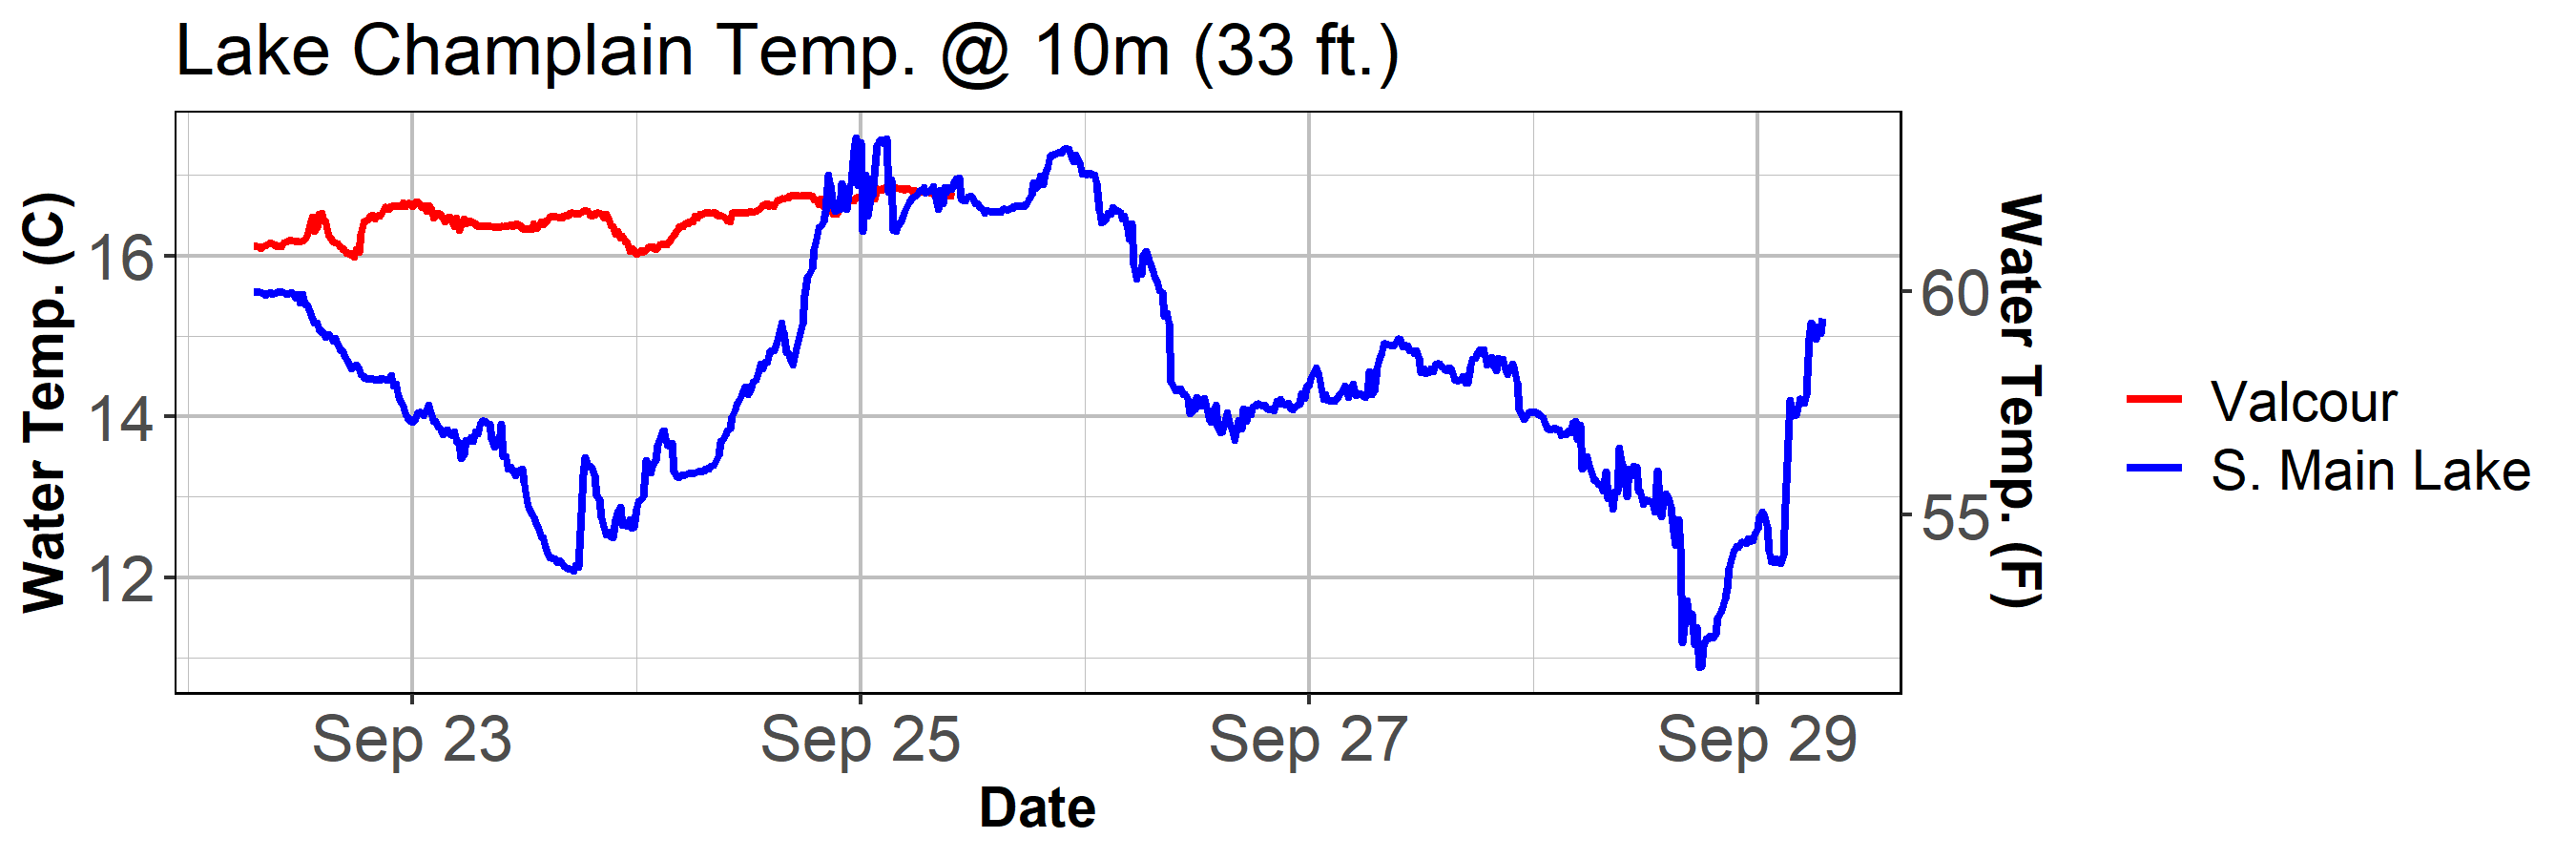 Lake Champlain Temp. @ 10m (33 ft.)
Water Temp. (C)
16
14
12
60
55
Water Temp. (F)
Valcour
S. Main Lake
Sep 23
Sep 25
Sep 27
Sep 29
Date